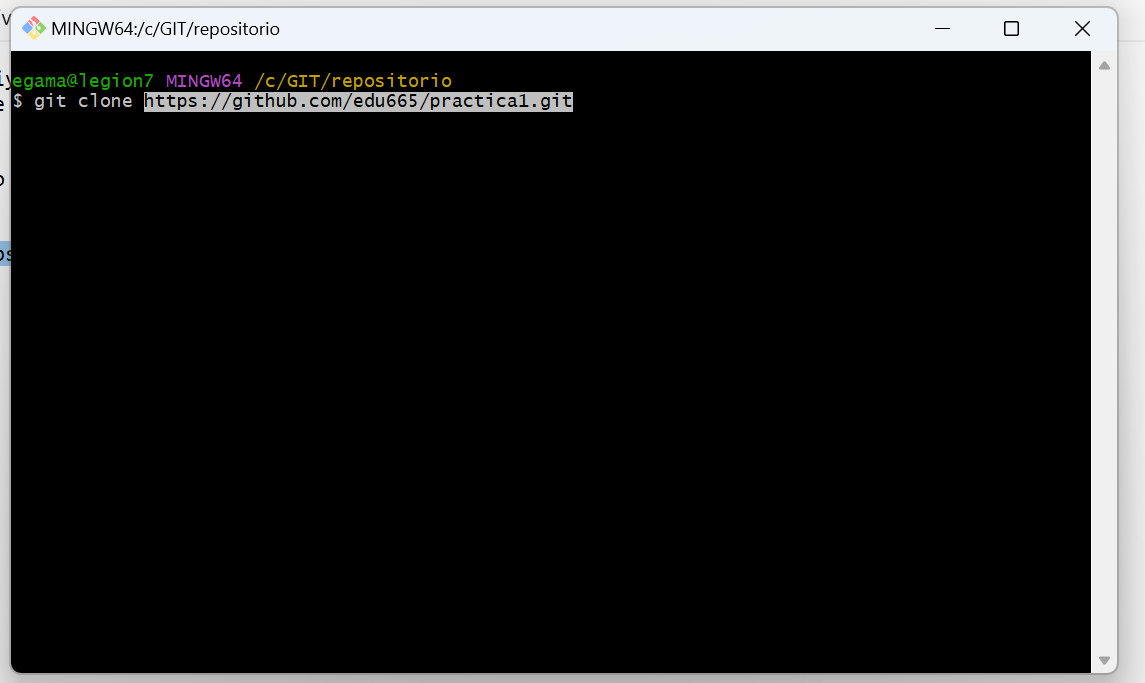 MINGW64:/c/GIT/repositorio
egama@legion7 MINGW64 /c/GIT/repositorio
$ git clone https://github.com/edu665/practica1.git